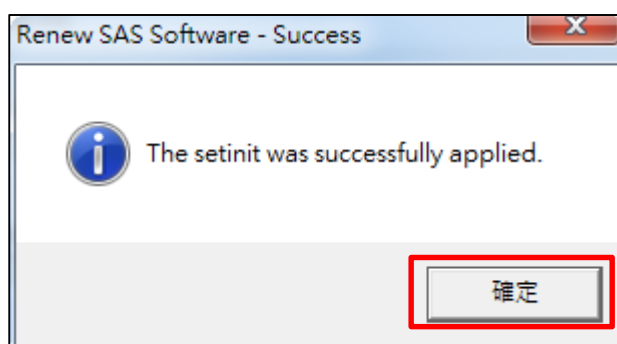 Renew SAS Software - Success
The setinit was successfully applied.
確定